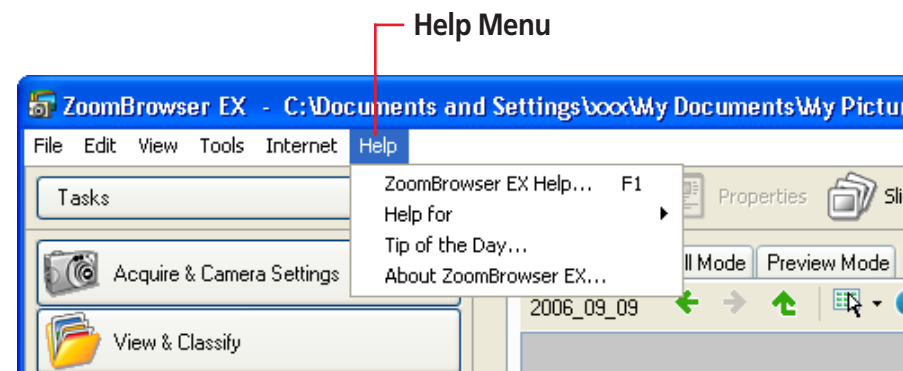 Help Menu
ZoomBrowser EX - C:\Documents and Settings\xxx\My Documents\My Pictu
File Edit View Tools Internet Help
Tasks
ZoomBrowser EX Help... F1
Help for
Tip of the Day...
About ZoomBrowser EX...
Properties
Sli
Acquire & Camera Settings
ll Mode Preview Mode
2006_09_09
View & Classify